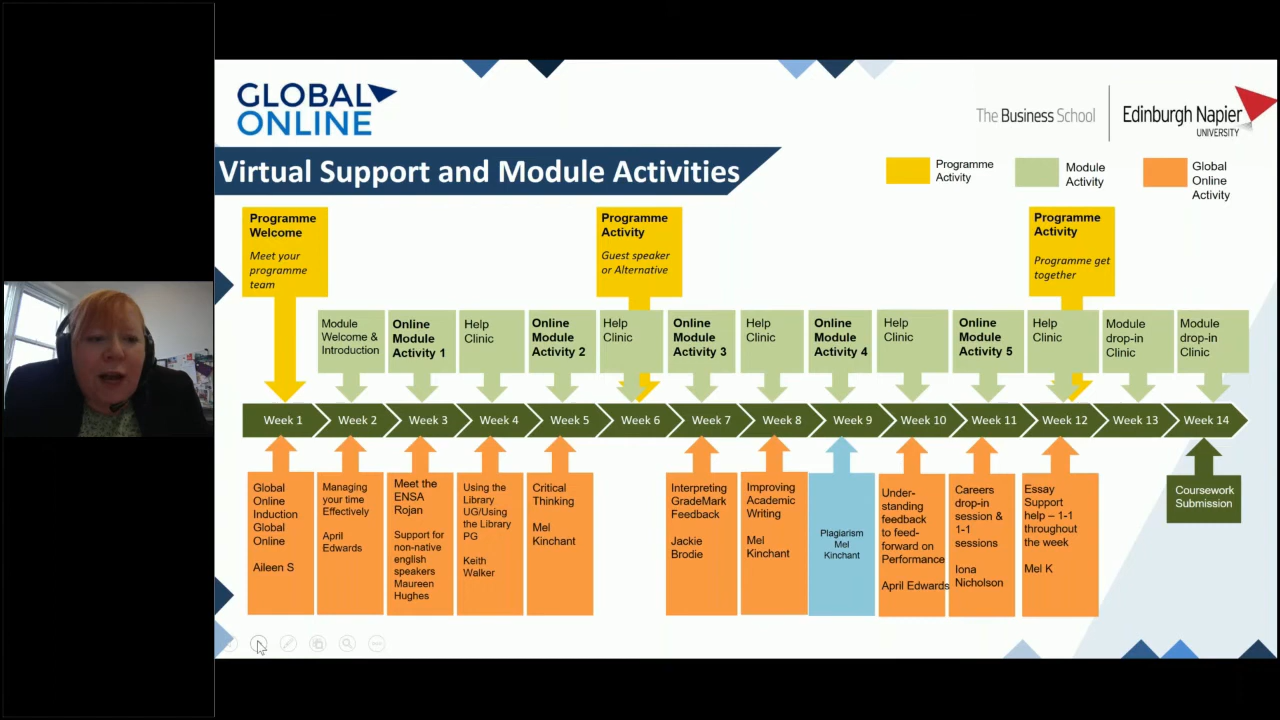 GLOBAL
ONLINE
The Business School
Edinburgh Napier
UNIVERSITY
Virtual Support and Module Activities
Programme
Activity
Module
Activity
Global
Online
Activity
Programme
Welcome
Meet your
programme
team
Programme
Activity
Guest speaker
or Alternative
Programme
Activity
Programme get
together
Module
Welcome &
Introduction
Online
Module
Activity 1
Help
Clinic
Online
Module
Activity 2
Help
Clinic
Online
Module
Activity 3
Help
Clinic
Online
Module
Activity 4
Help
Clinic
Online
Module
Activity 5
Help
Clinic
Module
drop-in
Clinic
Module
drop-in
Clinic
Week 1
Week 2
Week 3
Week 4
Week 5
Week 6
Week 7
Week 8
Week 9
Week 10
Week 11
Week 12
Week 13
Week 14
Global
Online
Induction
Global
Online
Aileen S
Managing
your time
Effectively
April
Edwards
Meet the
ENSA
Rojan
Support for
non-native
english
speakers
Maureen
Hughes
Using the
Library
UG/Using
the Library
PG
Keith
Walker
Critical
Thinking
Mel
Kinchant
Interpreting
GradeMark
Feedback
Jackie
Brodie
Improving
Academic
Writing
Mel
Kinchant
Plagiarism
Mel
Kinchant
Under-
standing
feedback
to feed-
forward on
Performance
April Edwards
Careers
drop-in
session &
1-1
sessions
Iona
Nicholson
Essay
Support
help – 1-1
throughout
the week
Mel K
Coursework
Submission